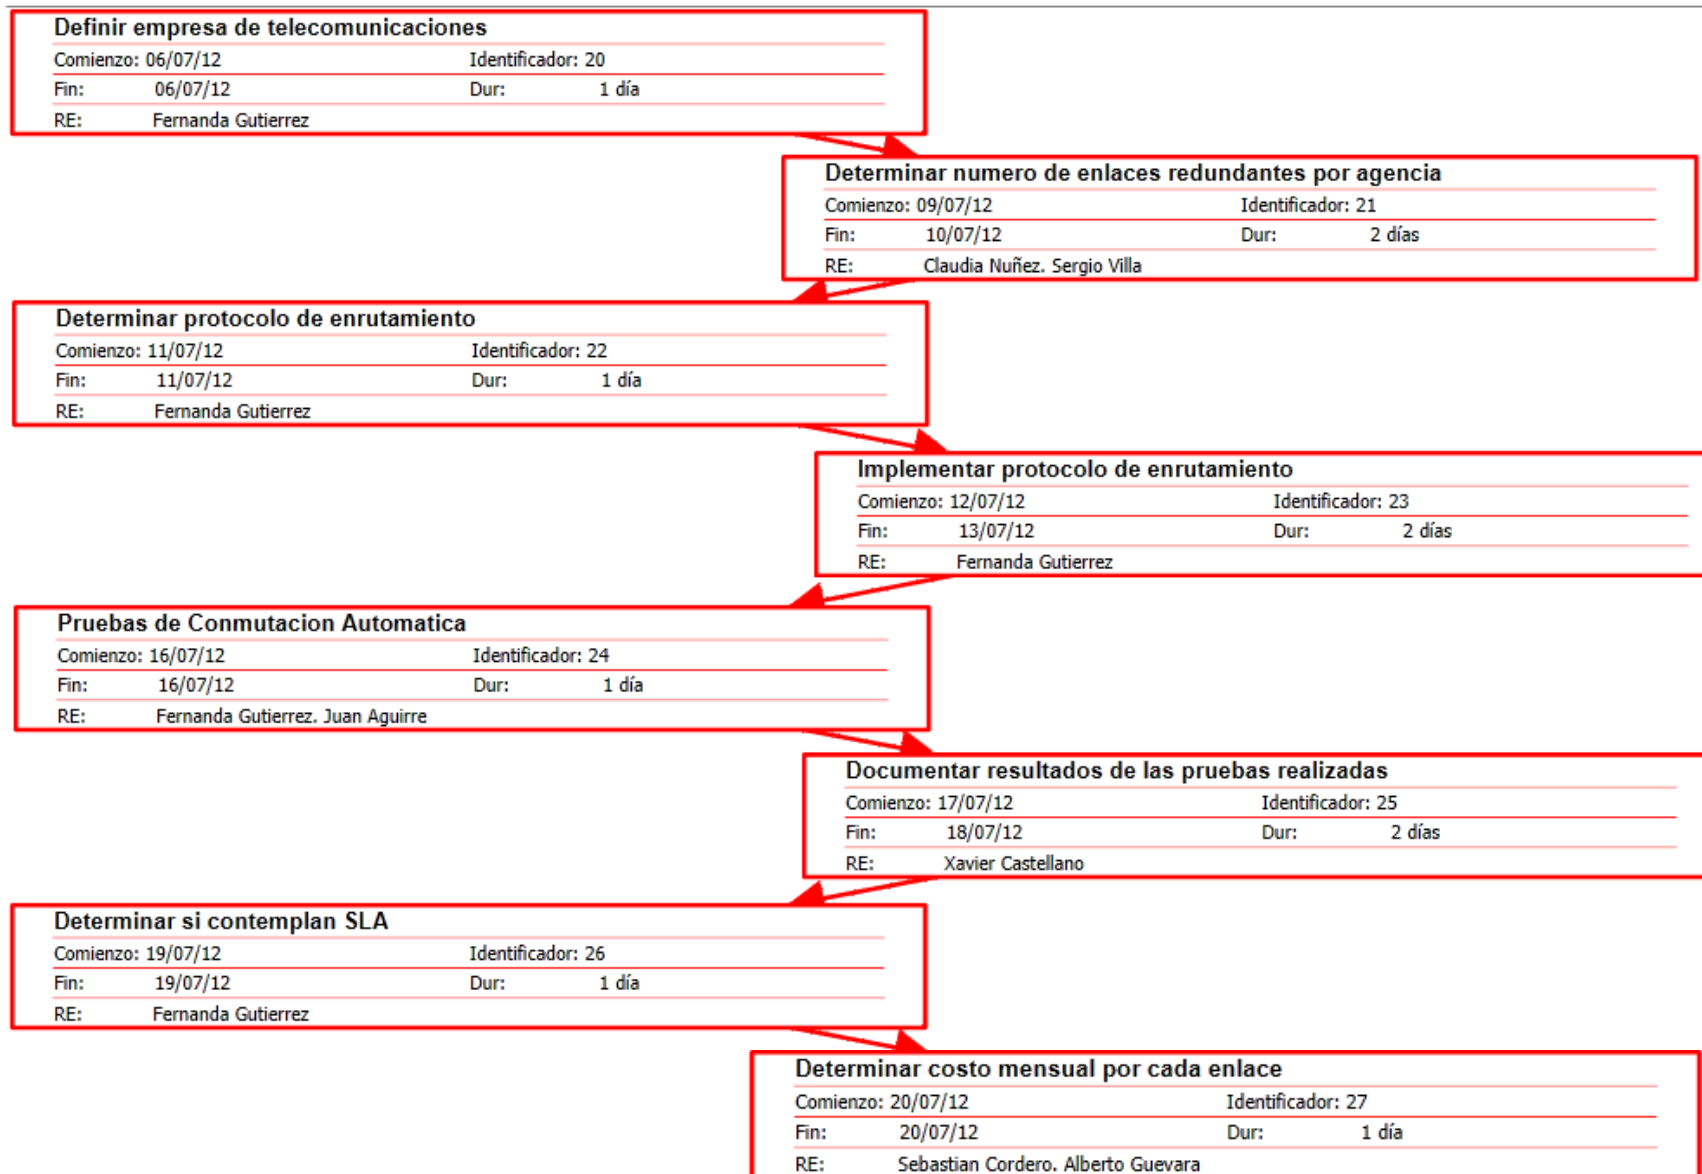 Definir empresa de telecomunicaciones
Comienzo: 06/07/12 Identificador: 20
Fin: 06/07/12 Dur: 1 día
RE: Fernanda Gutierrez
Determinar numero de enlaces redundantes por agencia
Comienzo: 09/07/12 Identificador: 21
Fin: 10/07/12 Dur: 2 días
RE: Claudia Nuñez. Sergio Villa
Determinar protocolo de enrutamiento
Comienzo: 11/07/12 Identificador: 22
Fin: 11/07/12 Dur: 1 día
RE: Fernanda Gutierrez
Implementar protocolo de enrutamiento
Comienzo: 12/07/12 Identificador: 23
Fin: 13/07/12 Dur: 2 días
RE: Fernanda Gutierrez
Pruebas de Conmutacion Automatica
Comienzo: 16/07/12 Identificador: 24
Fin: 16/07/12 Dur: 1 día
RE: Fernanda Gutierrez. Juan Aguirre
Documentar resultados de las pruebas realizadas
Comienzo: 17/07/12 Identificador: 25
Fin: 18/07/12 Dur: 2 días
RE: Xavier Castellano
Determinar si contemplan SLA
Comienzo: 19/07/12 Identificador: 26
Fin: 19/07/12 Dur: 1 día
RE: Fernanda Gutierrez
Determinar costo mensual por cada enlace
Comienzo: 20/07/12 Identificador: 27
Fin: 20/07/12 Dur: 1 día
RE: Sebastian Cordero. Alberto Guevara